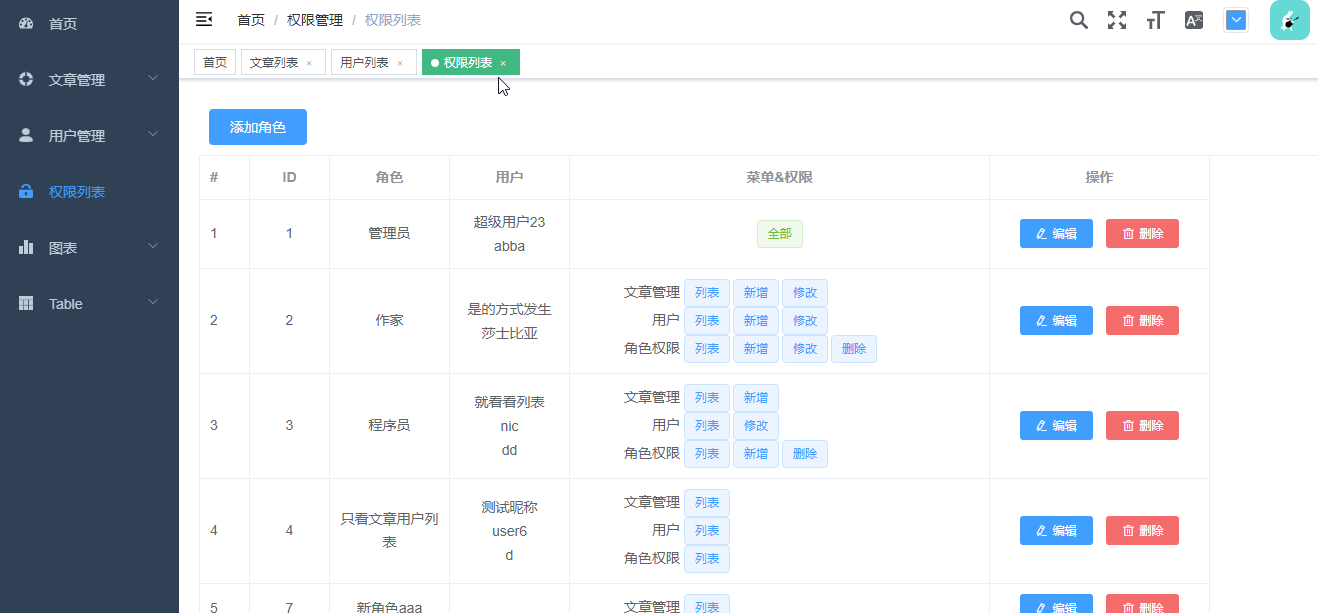 首页
文章管理
用户管理
权限列表
图表
Table
首页 / 权限管理 / 权限列表
首页 文章列表 × 用户列表 × 权限列表 ×
添加角色
# ID 角色 用户 菜单&权限 操作
1 1 管理员 超级用户23 全部 编辑 删除
abba
2 2 作家 是的方式发生 编辑 删除
莎士比亚
文章管理 列表 新增 修改
用户 列表 新增 修改
角色权限 列表 新增 修改 删除
3 3 程序员 就看看列表 编辑 删除
nic
dd
文章管理 列表 新增
用户 列表 修改
角色权限 列表 新增 删除
4 4 只看文章用户列 测试昵称 编辑 删除
表 user6
d
文章管理 列表
用户 列表
角色权限 列表
5 7 新角色aaa 文章管理 列表 编辑 删除